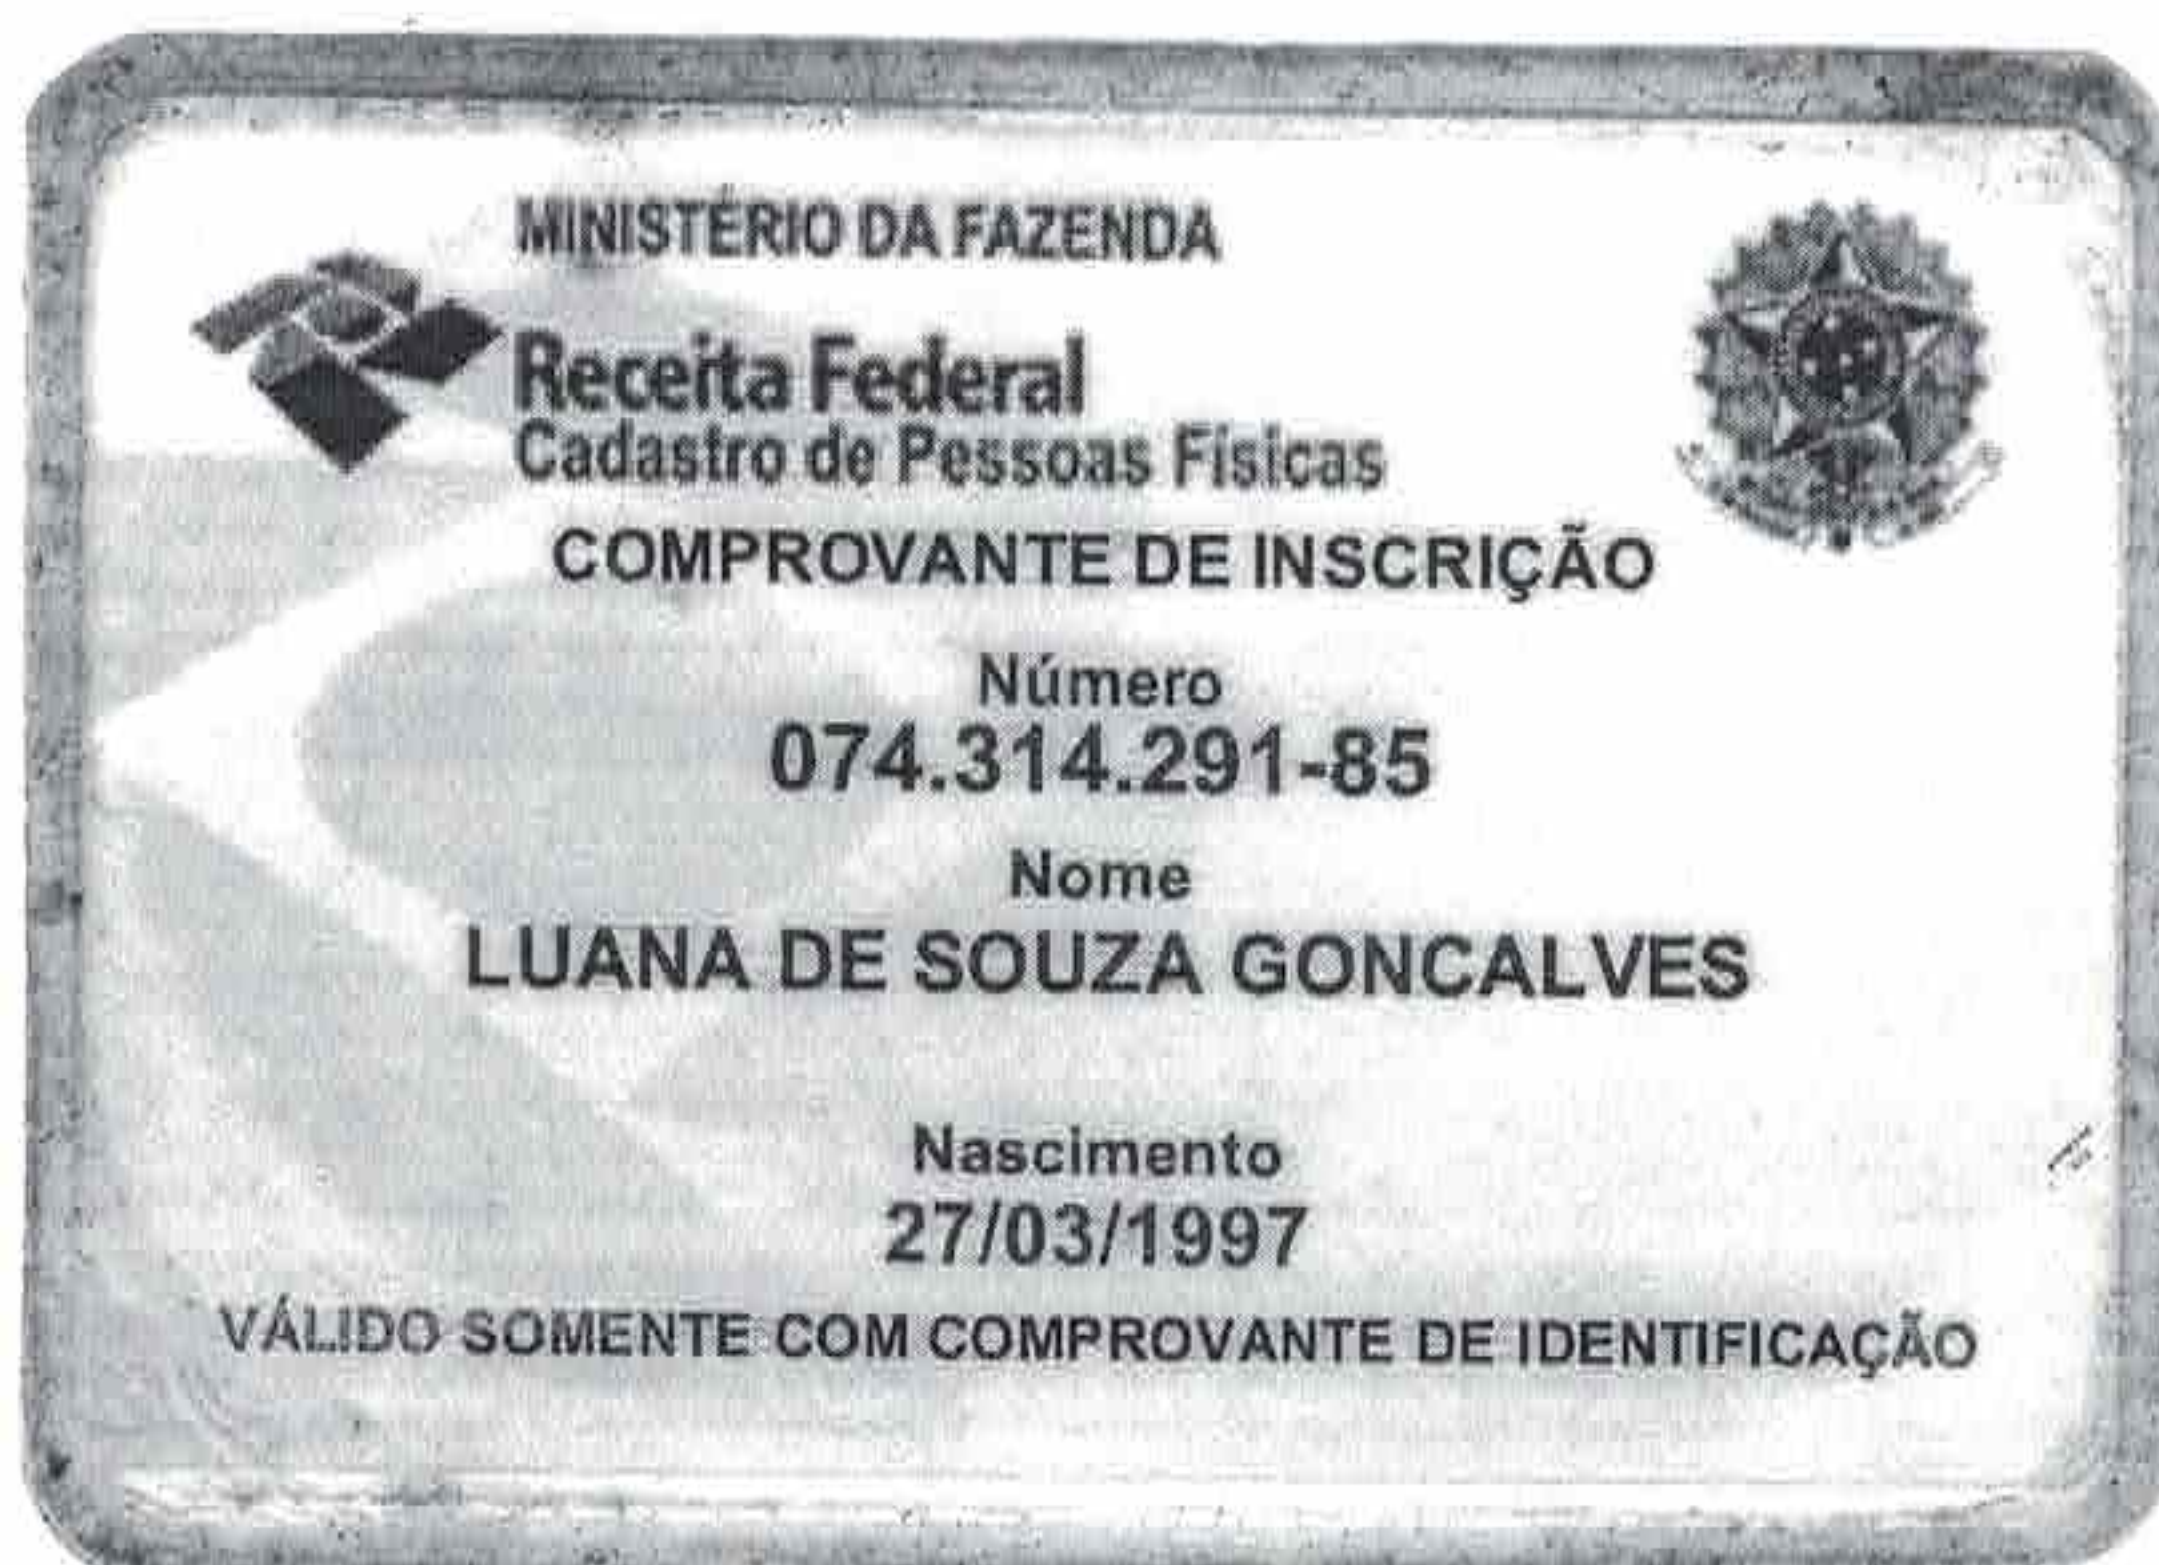 MINISTÉRIO DA FAZENDA
Receita Federal
Cadastro de Pessoas Físicas
COMPROVANTE DE INSCRIÇÃO
Número
074.314.291-85
Nome
LUANA DE SOUZA GONCALVES
Nascimento
27/03/1997
VÁLIDO SOMENTE COM COMPROVANTE DE IDENTIFICAÇÃO